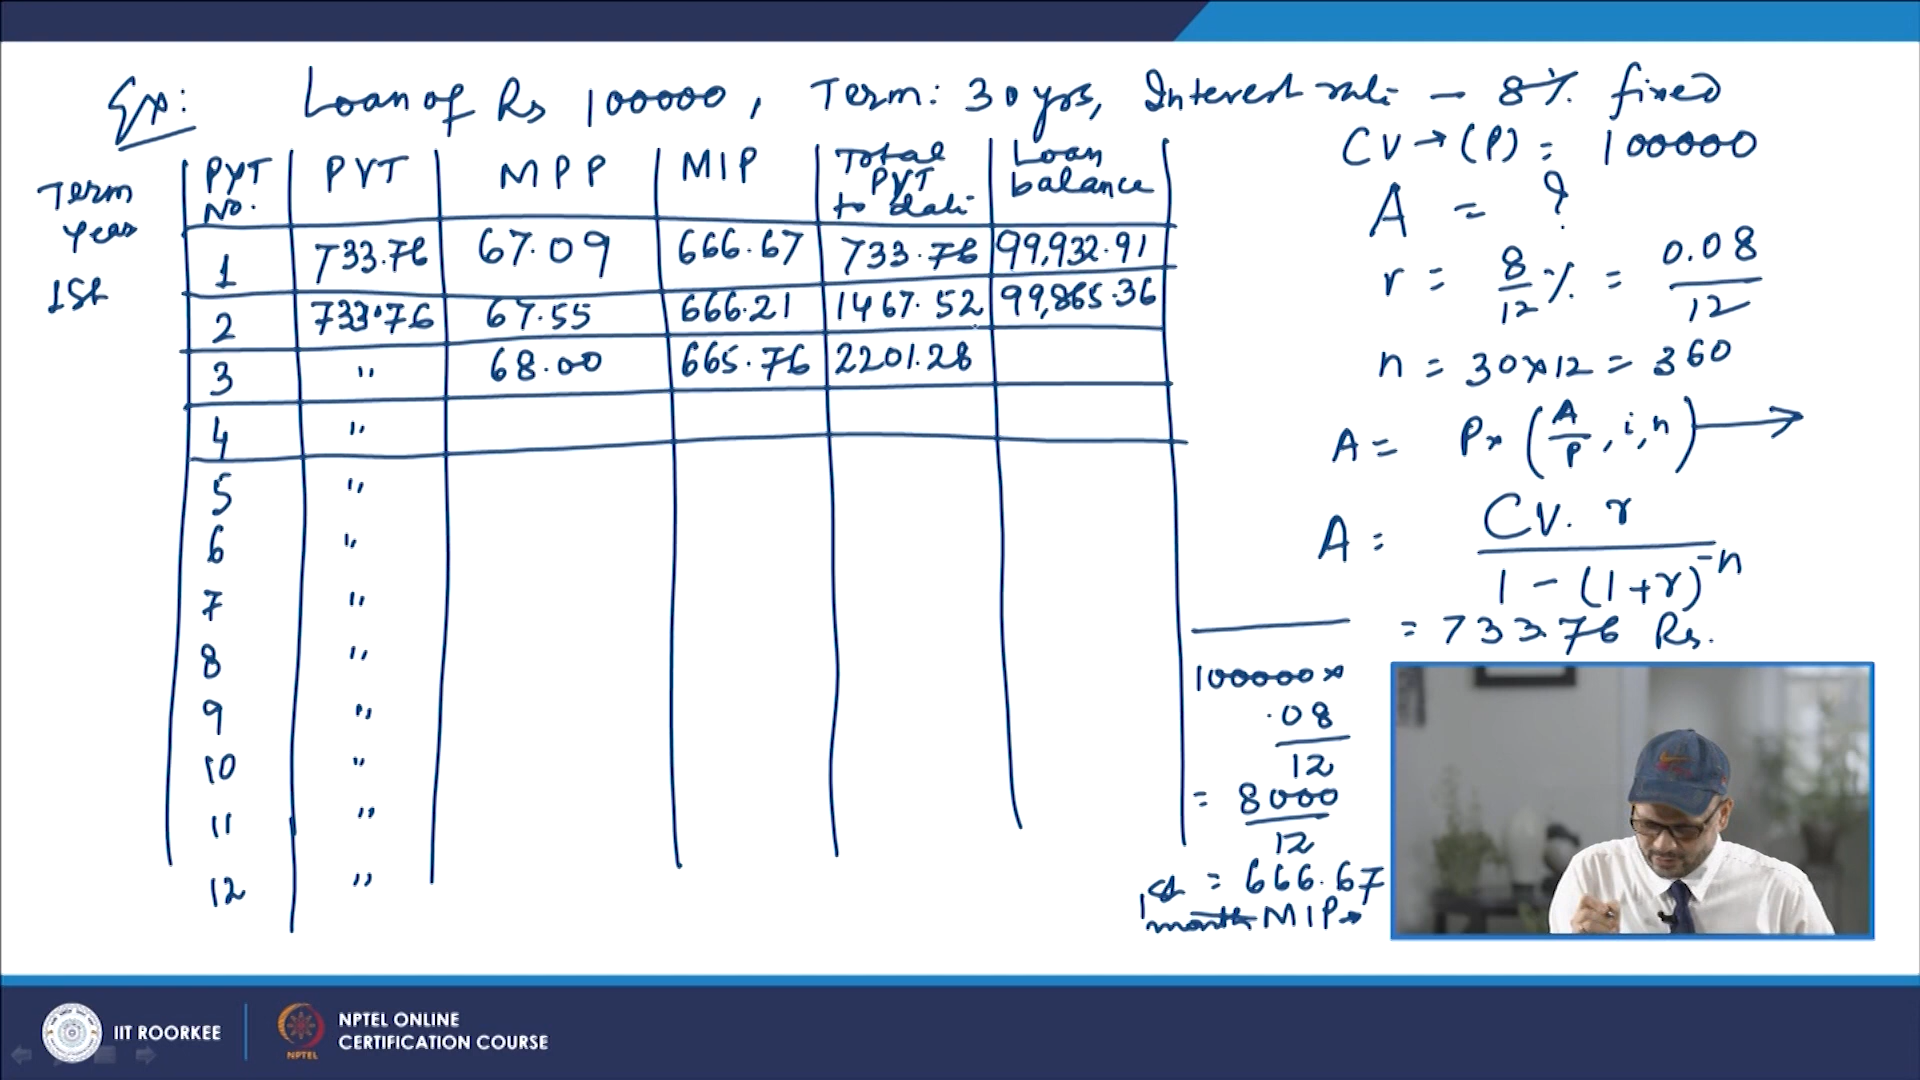 Ex: Loan of Rs 100000, Term: 30 yrs, Interest rate - 8% fixed
Term Year
PYT No. PYT MPP MIP Total PYT to date Loan balance
1st
1 733.76 67.09 666.67 733.76 99,932.91
2 733.76 67.55 666.21 1467.52 99,865.36
3 " 68.00 665.76 2201.28
4 "
5 "
6 "
7 "
8 "
9 "
10 "
11 "
12 "
CV → (P) = 100000
A = ?
r = 8/12 % = 0.08/12
n = 30×12 = 360
A = P× (A/P, i, n) →
A = CV. r / 1 - (1+r)^-n
= 733.76 Rs.
100000×
.08
12
= 8000
12
= 666.67
1st month MIP→
IIT ROORKEE
NPTEL
NPTEL ONLINE
CERTIFICATION COURSE